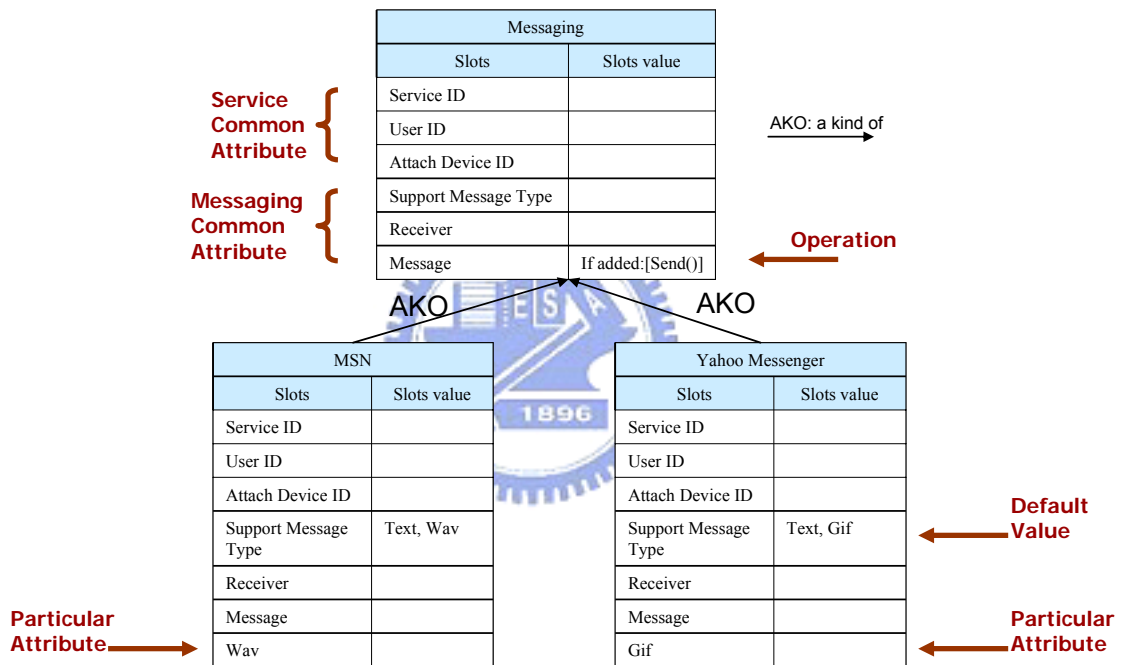 Messaging
Slots Slots value
Service ID
User ID
Attach Device ID
Support Message Type
Receiver
Message If added:[Send()]
Service
Common
Attribute
Messaging
Common
Attribute
AKO: a kind of
Operation
AKO
AKO
ESA
1896
MSN
Slots Slots value
Service ID
User ID
Attach Device ID
Support Message Text, Wav
Type
Receiver
Message
Wav
Particular
Attribute
Yahoo Messenger
Slots Slots value
Service ID
User ID
Attach Device ID
Support Message Text, Gif
Type
Receiver
Message
Gif
Default
Value
Particular
Attribute